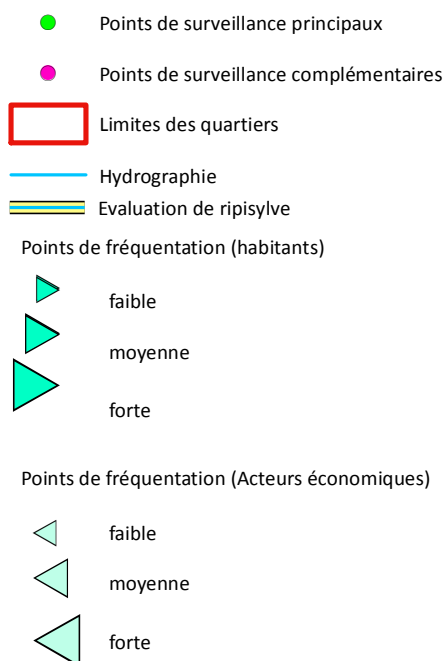 Points de surveillance principaux
Points de surveillance complémentaires
Limites des quartiers
Hydrographie
Evaluation de ripisylve
Points de fréquentation (habitants)
faible
moyenne
forte
Points de fréquentation (Acteurs économiques)
faible
moyenne
forte